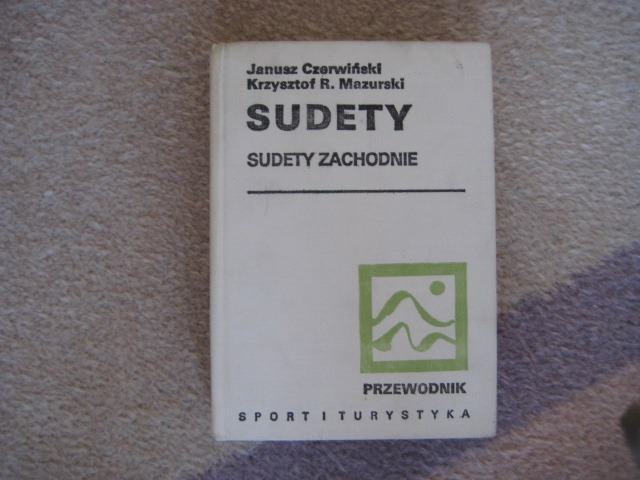 Janusz Czerwiński
Krzysztof R. Mazurski
SUDETY
SUDETY ZACHODNIE
PRZEWODNIK
SPORT I TURYSTYKA